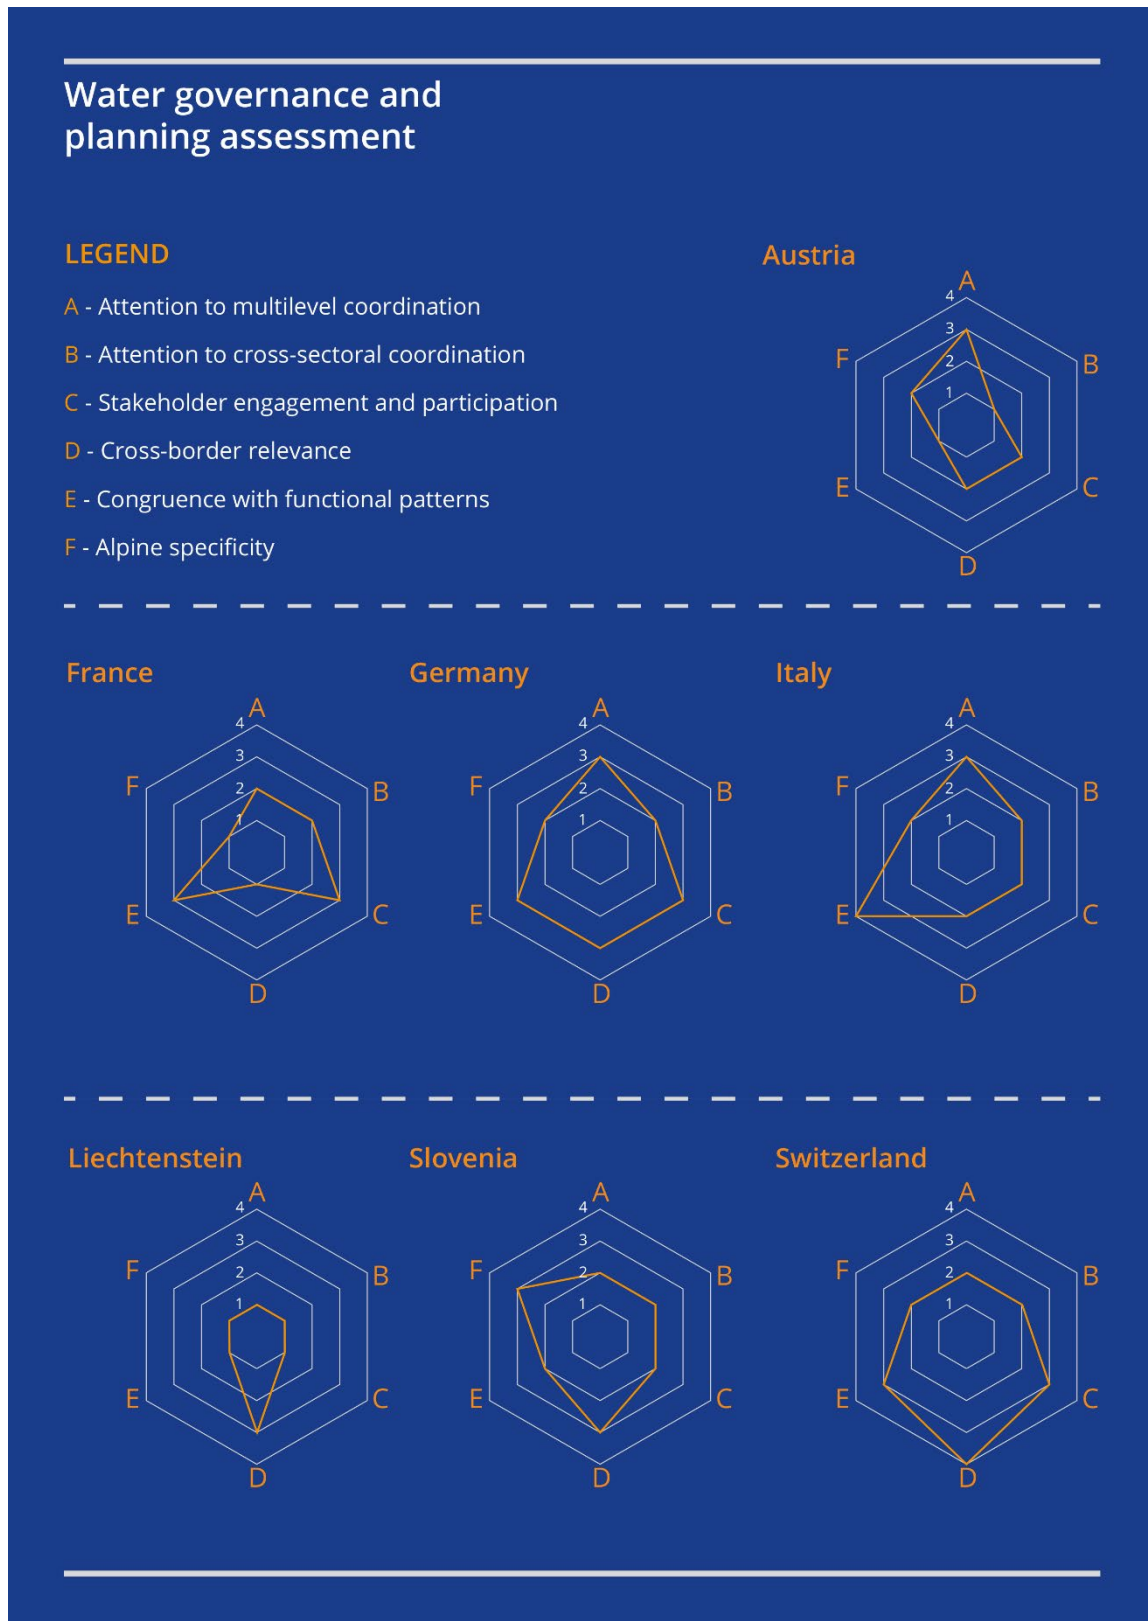 Water governance and
planning assessment
LEGEND
A - Attention to multilevel coordination
B - Attention to cross-sectoral coordination
C - Stakeholder engagement and participation
D - Cross-border relevance
E - Congruence with functional patterns
F - Alpine specificity
Austria
A
4
3
F
B
2
1
E
C
D
France
Germany
Italy
A
4
3
F
B
2
1
E
C
D
A
4
3
F
B
2
1
E
C
D
A
4
3
F
B
2
1
E
C
D
Liechtenstein
Slovenia
Switzerland
A
4
3
F
B
2
1
E
C
D
A
4
3
F
B
2
1
E
C
D
A
4
3
F
B
2
1
E
C
D